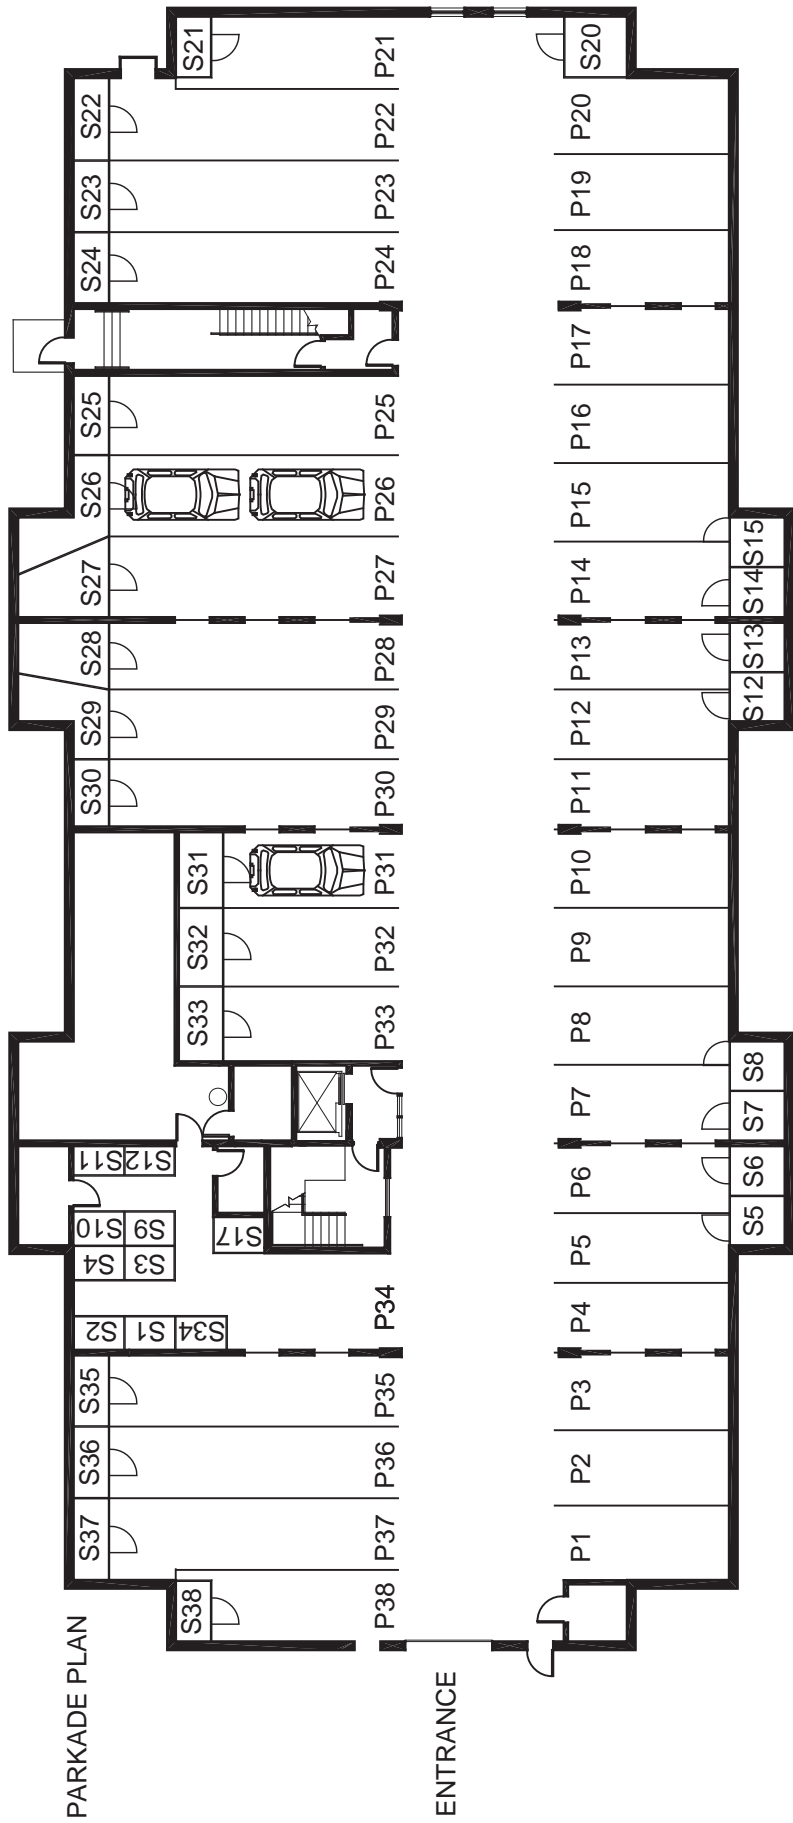 PARKADE PLAN
ENTRANCE
S38
S37
S36
S35
S2
S1
S34
S4
S3
S10
S9
S11
S12
S17
S33
S32
S31
S30
S29
S28
S27
S26
S25
S24
S23
S22
S21
P38
P37
P36
P35
P34
P33
P32
P31
P30
P29
P28
P27
P26
P25
P24
P23
P22
P21
P1
P2
P3
P4
P5
P6
P7
P8
P9
P10
P11
P12
P13
P14
P15
P16
P17
P18
P19
P20
S20
S5
S6
S7
S8
S12
S13
S14
S15